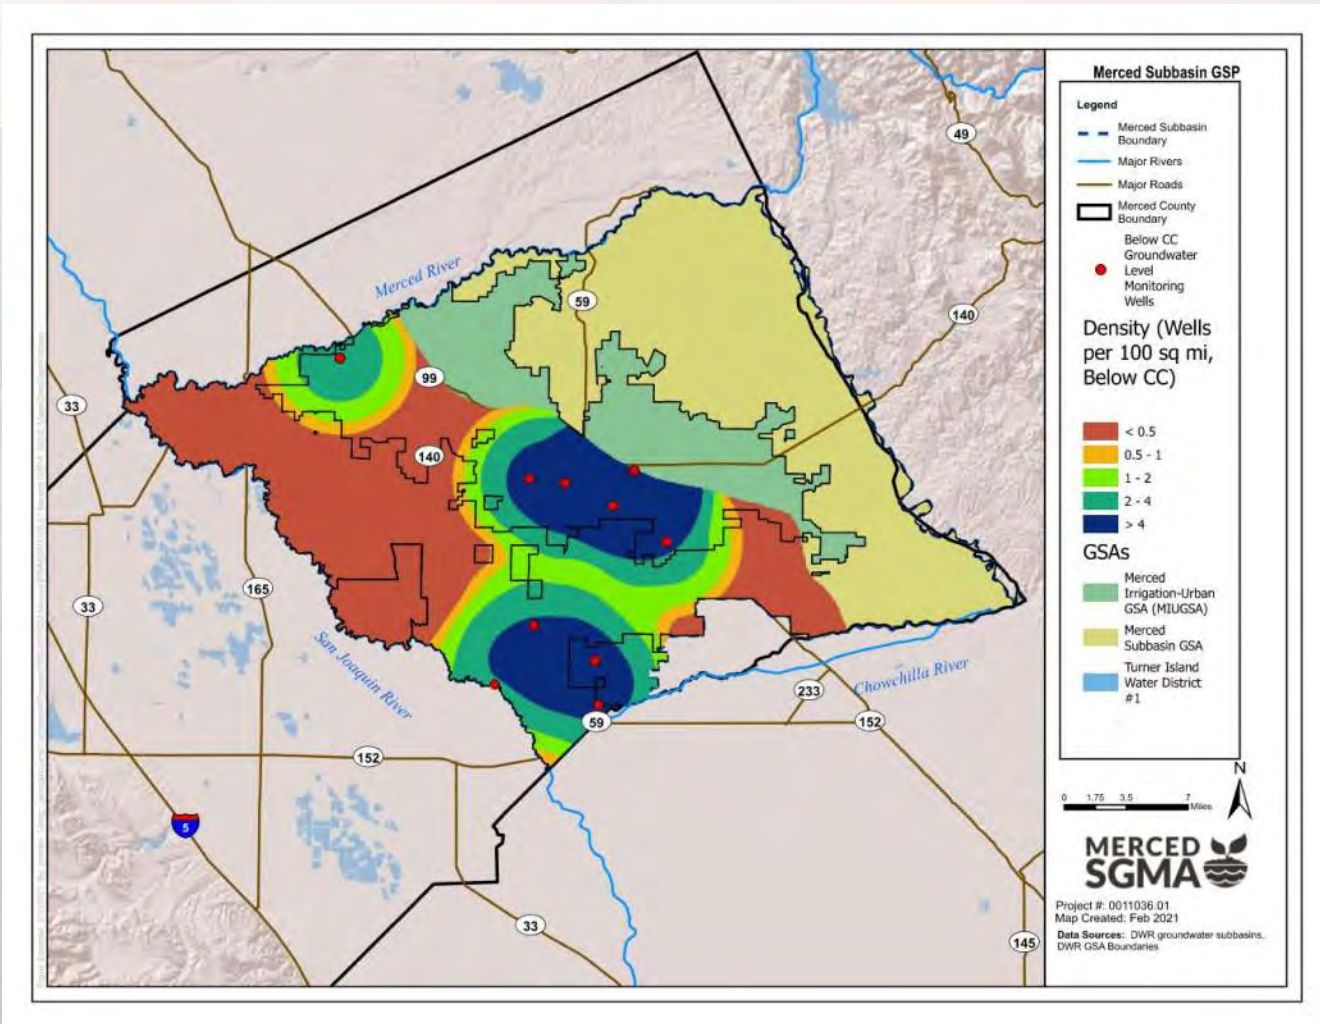 Merced Subbasin GSP
Legend
Merced Subbasin
Boundary
Major Rivers
Major Roads
Merced County
Boundary
Below CC
Groundwater
Level
Monitoring
Wells
Density (Wells
per 100 sq mi,
Below CC)
< 0.5
0.5 - 1
1 - 2
2 - 4
> 4
GSAs
Merced
Irrigation-Urban
GSA (MIUGSA)
Merced
Subbasin GSA
Turner Island
Water District
#1
N
0 1.75 3.5 7
Miles
MERCED
SGMA
Project #: 0011036.01
Map Created: Feb 2021
Data Sources: DWR groundwater subbasins,
DWR GSA Boundaries
49
Merced River
59
140
99
33
140
165
33
San Joaquin River
Chowchilla River
233
59
152
152
5
33
145